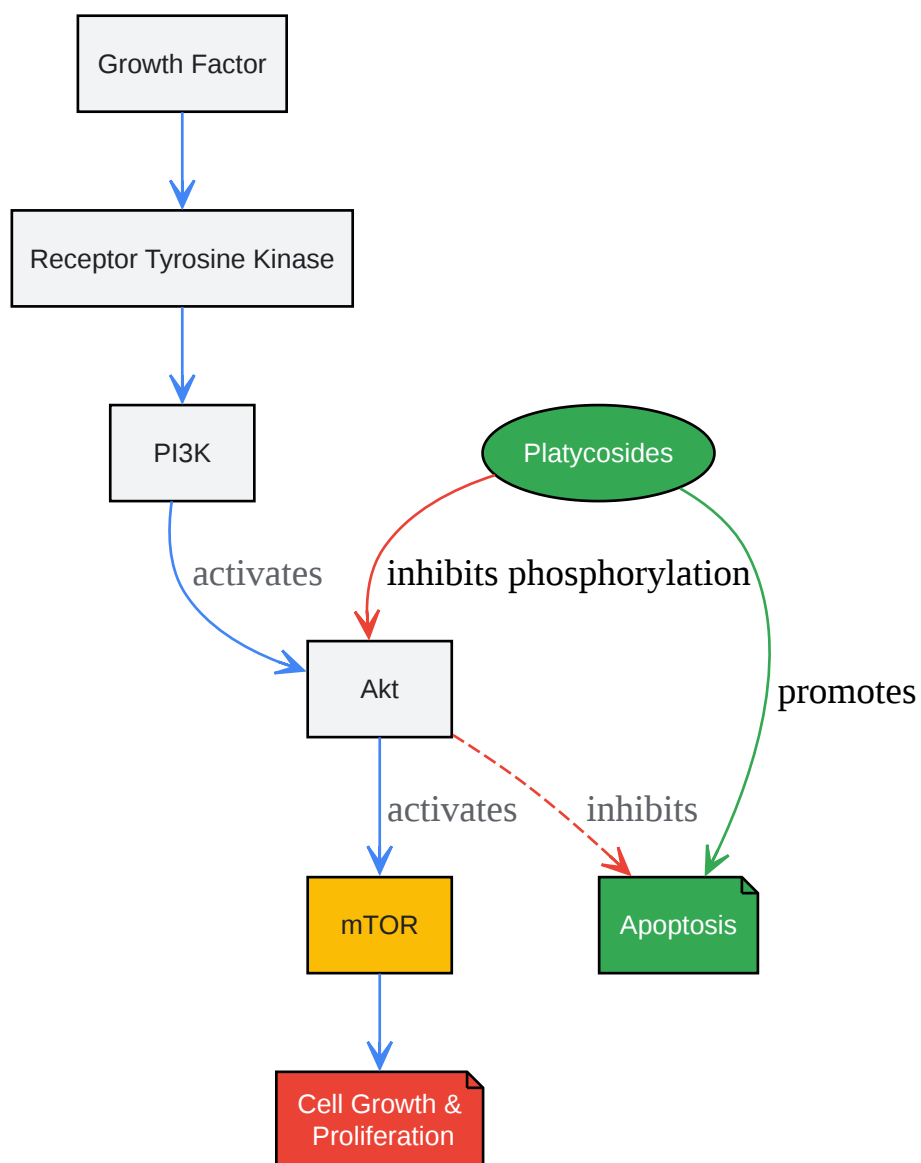 Growth Factor
Receptor Tyrosine Kinase
PI3K
Platycosides
activates
inhibits phosphorylation
Akt
promotes
activates
inhibits
mTOR
Apoptosis
Cell Growth &
Proliferation